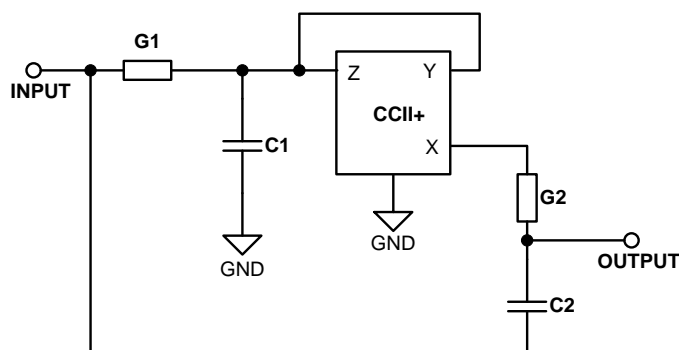 G1
INPUT
Z
Y
CCII+
X
C1
G2
GND
GND
OUTPUT
C2